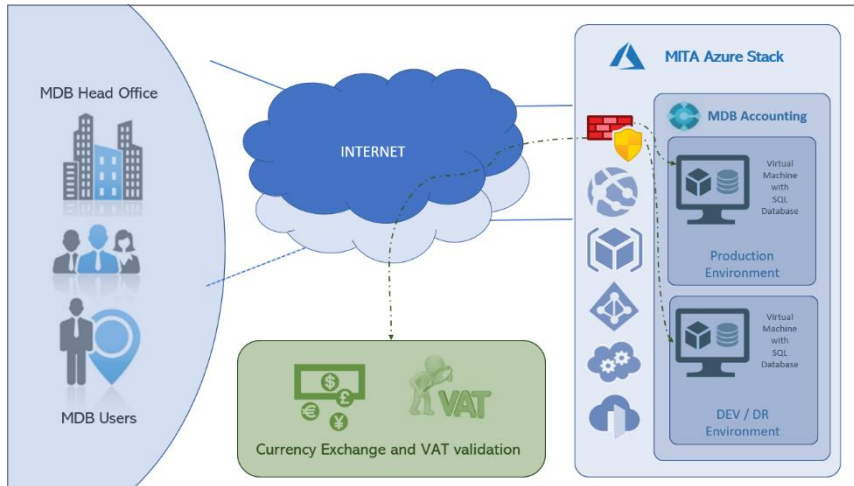 MDB Head Office
MDB Users
INTERNET
$
£
€
¥
VAT
Currency Exchange and VAT validation
MITA Azure Stack
MDB Accounting
Virtual
Machine
with
SQL
Database
Production
Environment
Virtual
Machine
with
SQL
Database
DEV / DR
Environment